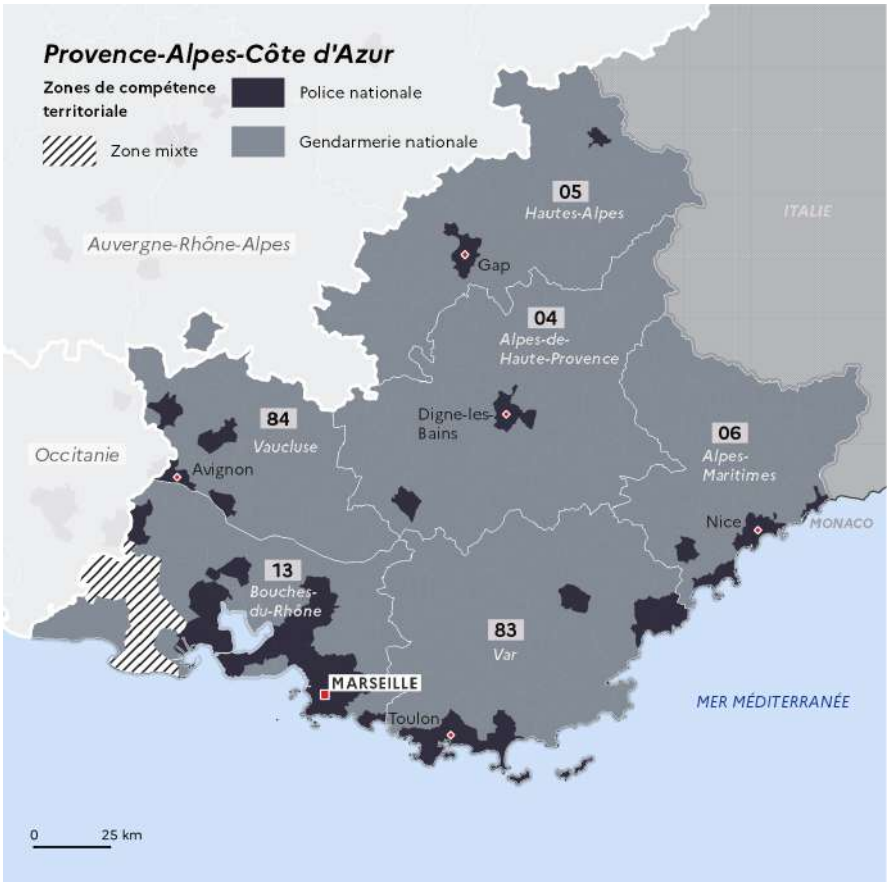 Provence-Alpes-Côte d'Azur
Zones de compétence
territoriale
Police nationale
Zone mixte
Gendarmerie nationale
05
Hautes-Alpes
ITALIE
Auvergne-Rhône-Alpes
Gap
04
Alpes-de-
Haute-Provence
84
Vaucluse
Digne-les-
Bains
06
Alpes-
Maritimes
Occitanie
Avignon
Nice
MONACO
13
Bouches-
du-Rhône
83
Var
MARSEILLE
MER MÉDITERRANÉE
Toulon
0 25 km